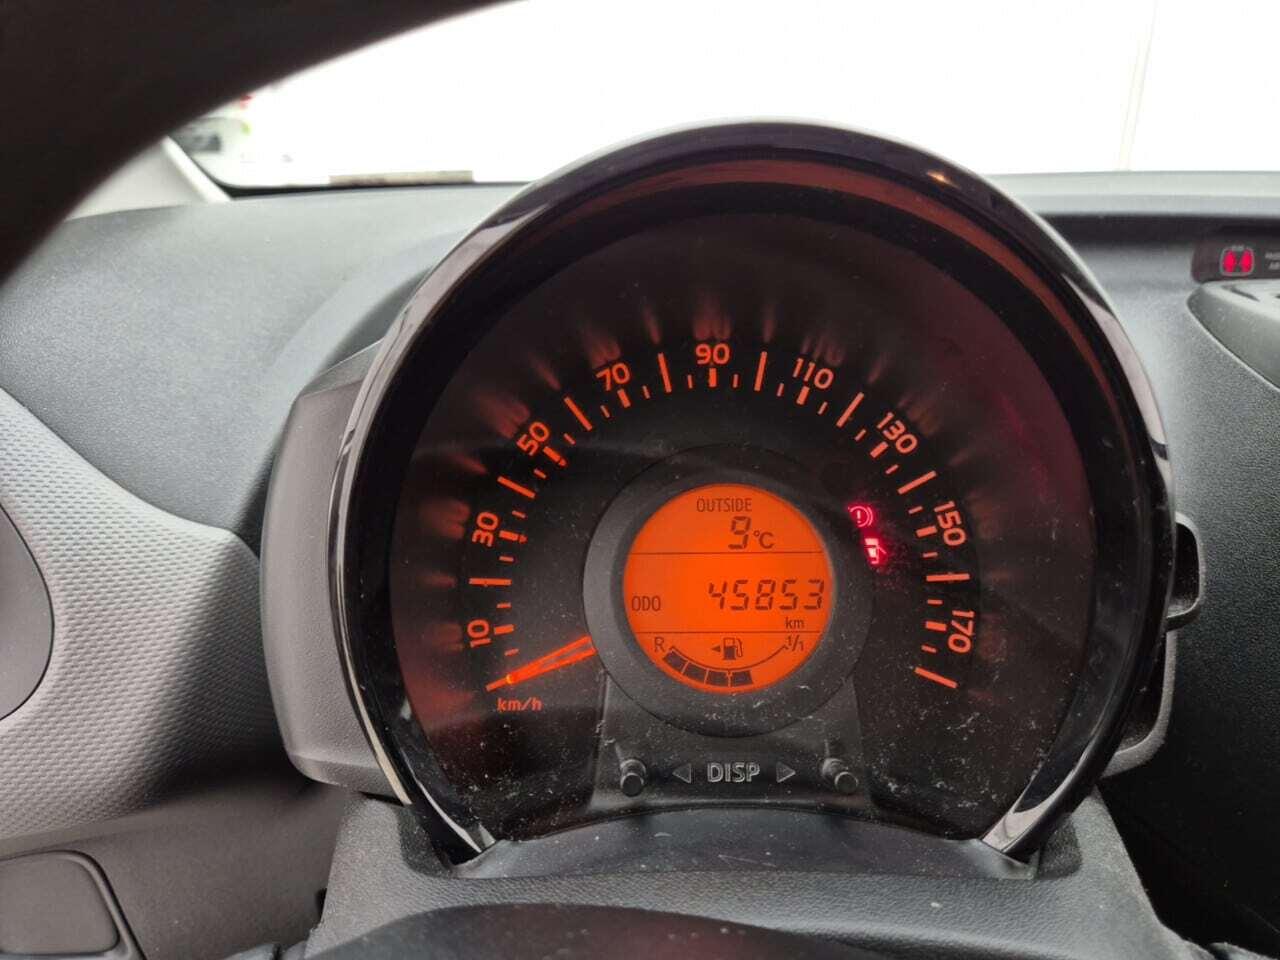 10
30
50
70
90
110
130
150
170
km/h
OUTSIDE
9°C
ODO 45853
km
R 1/1
DISP